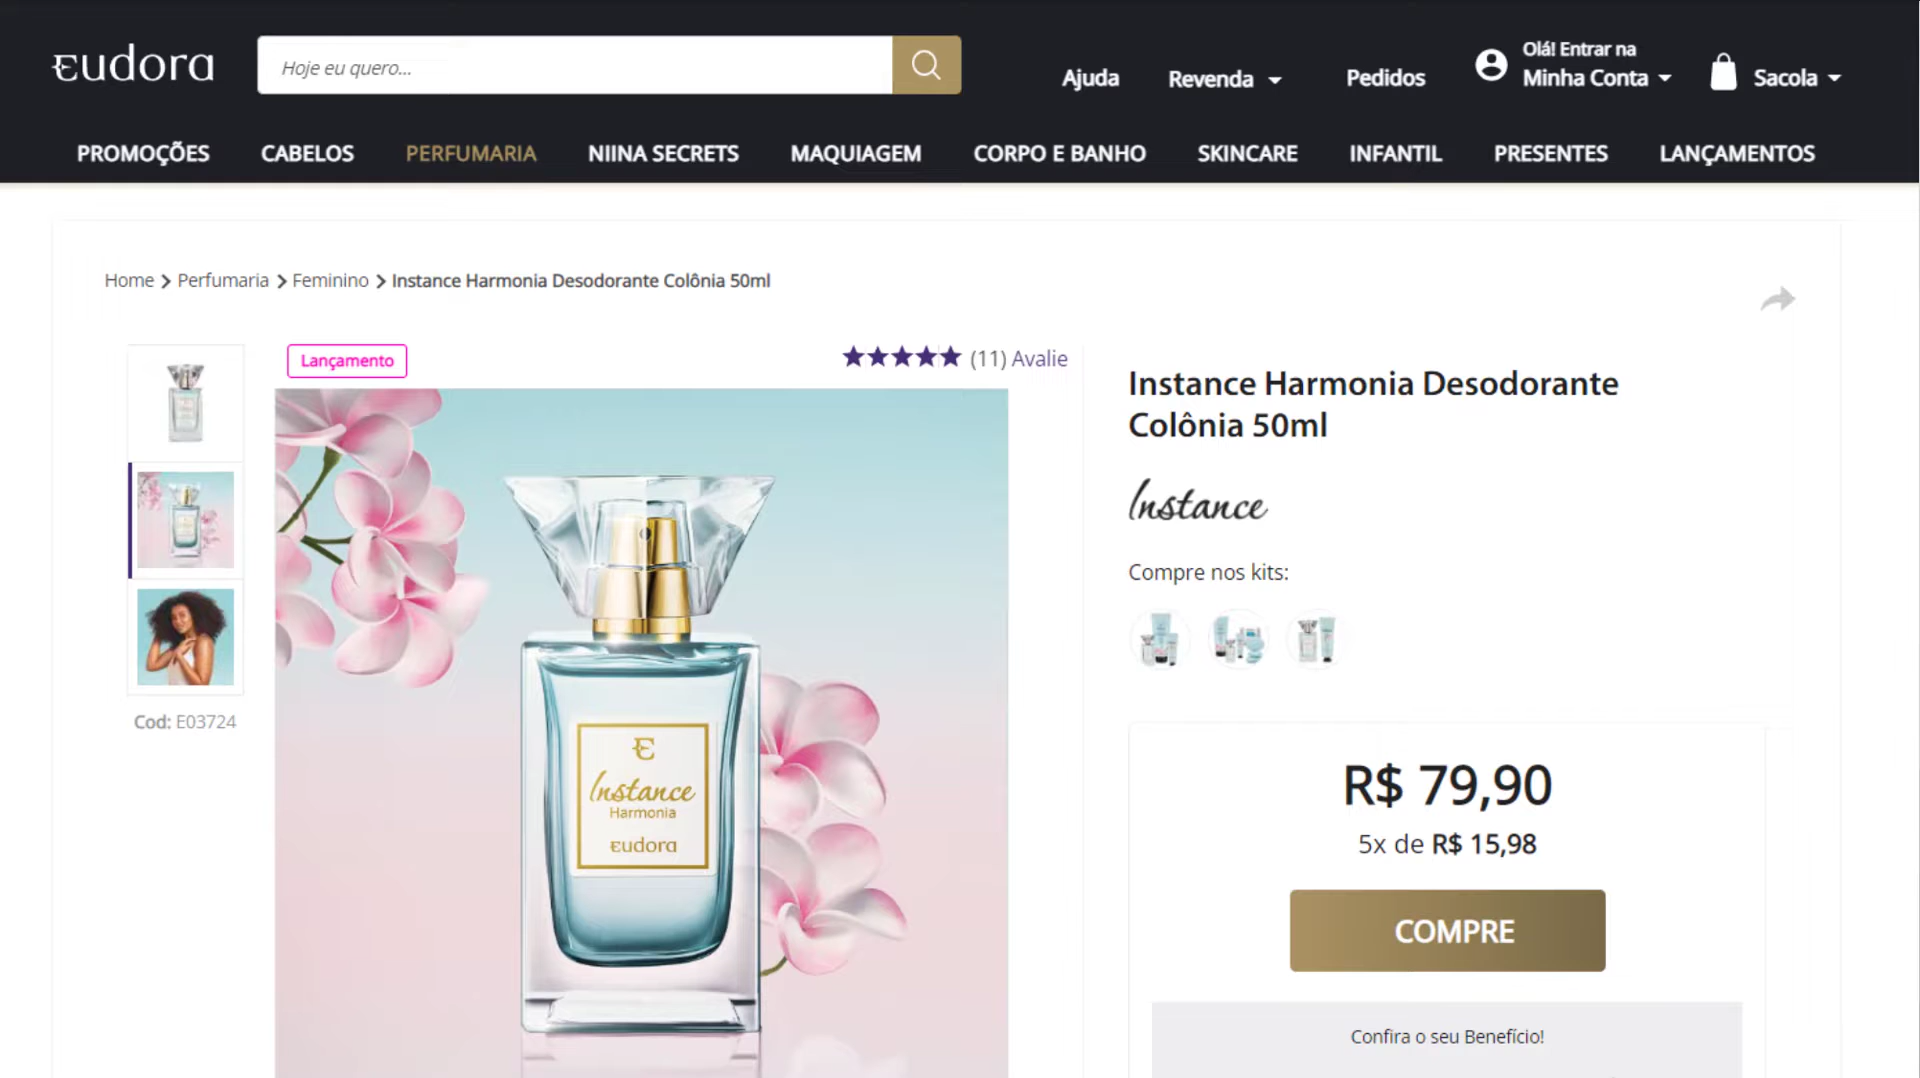 eudora
Hoje eu quero...
Ajuda
Revenda
Pedidos
Olá! Entrar na
Minha Conta
Sacola
PROMOÇÕES CABELOS PERFUMARIA NIINA SECRETS MAQUIAGEM CORPO E BANHO SKINCARE INFANTIL PRESENTES LANÇAMENTOS
Home > Perfumaria > Feminino > Instance Harmonia Desodorante Colônia 50ml
Lançamento
(11) Avalie
Cod: E03724
E
Instance
Harmonia
eudora
Instance Harmonia Desodorante
Colônia 50ml
Instance
Compre nos kits:
R$ 79,90
5x de R$ 15,98
COMPRE
Confira o seu Benefício!